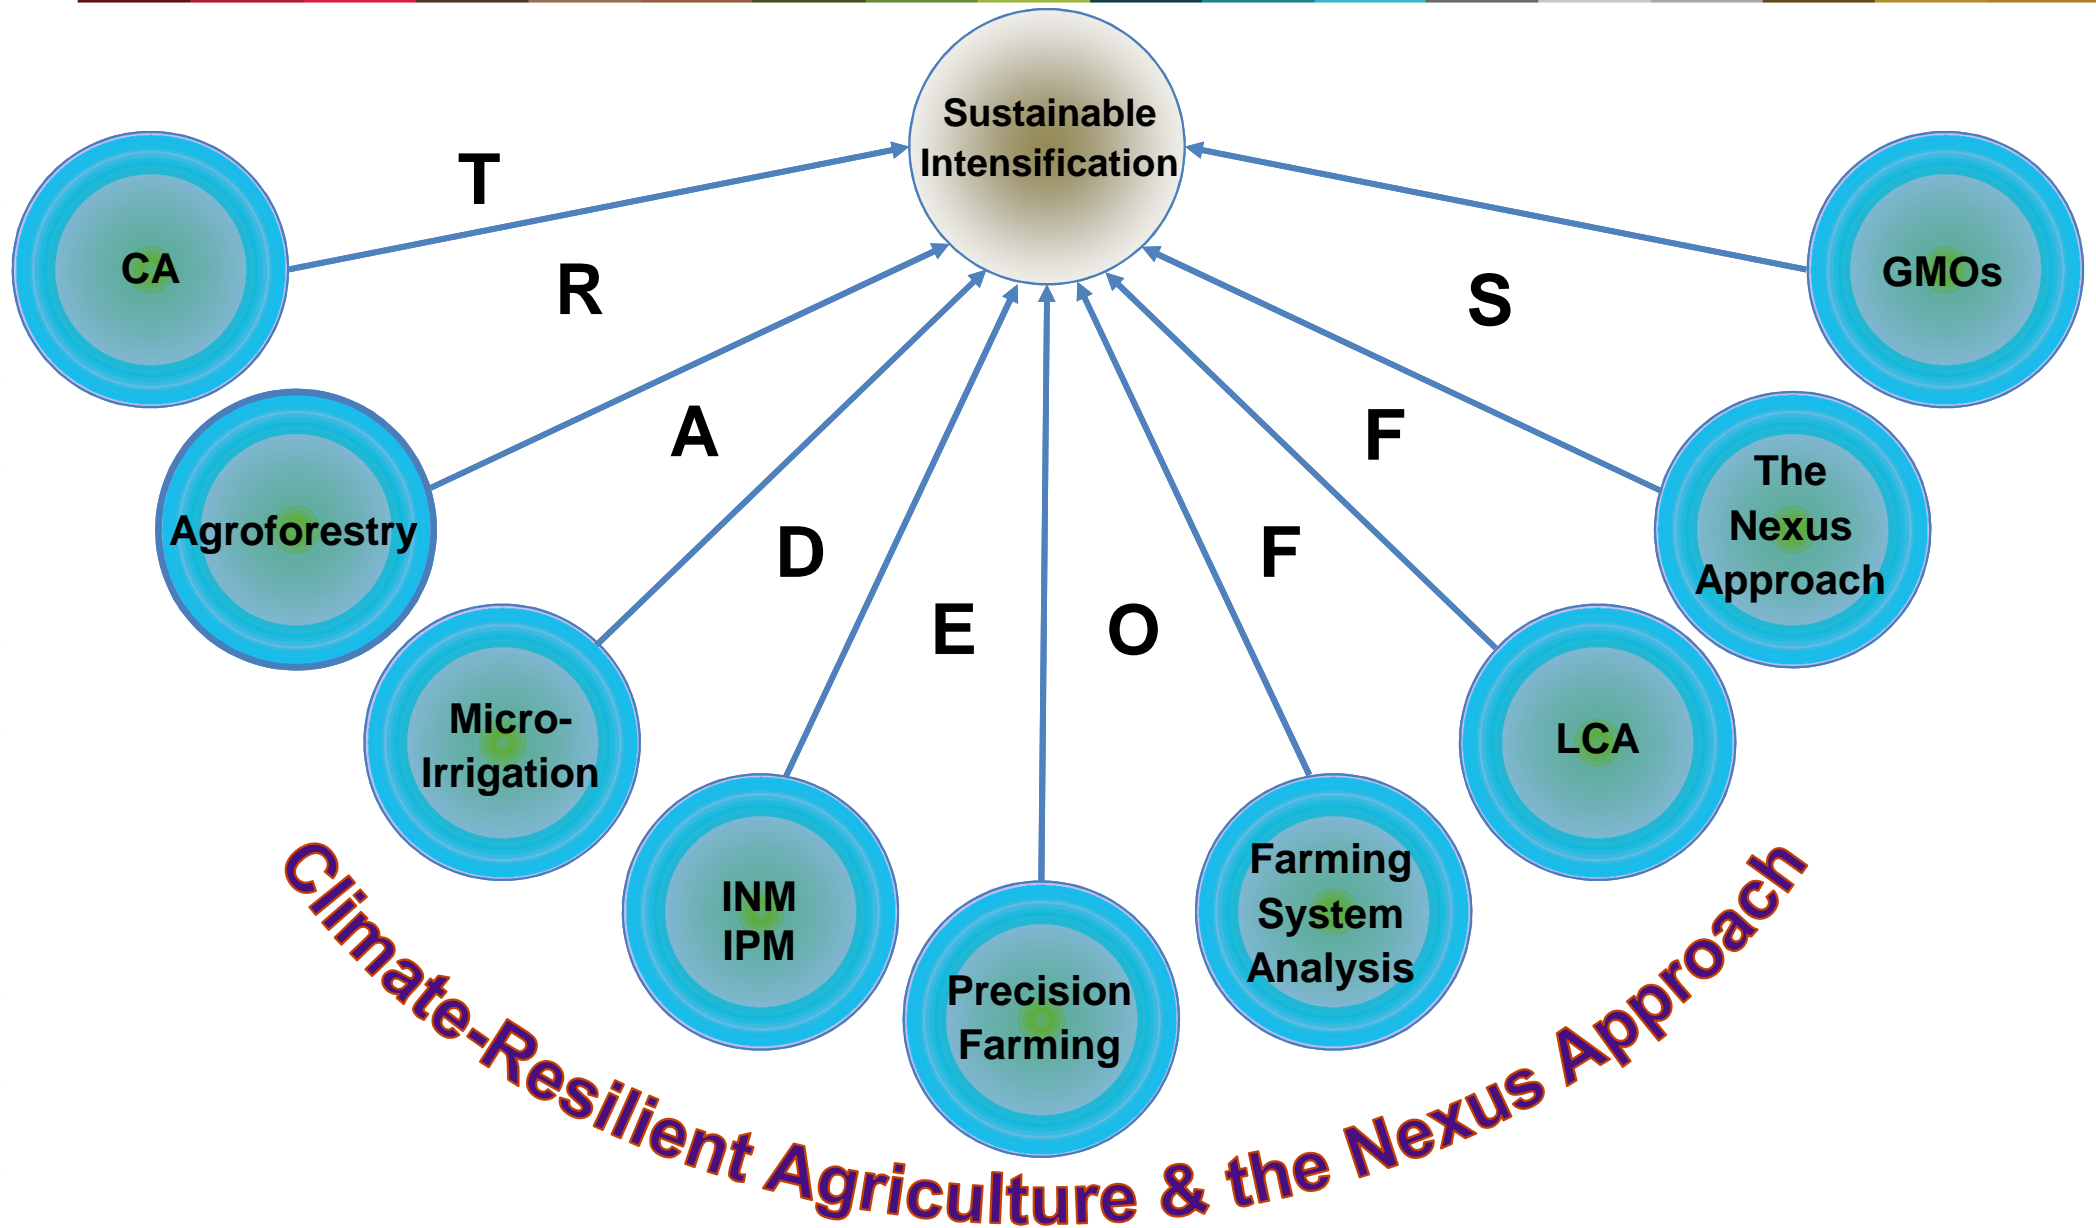 Sustainable
Intensification
T
R
A
D
E
O
F
F
S
CA
Agroforestry
Micro-
Irrigation
INM
IPM
Precision
Farming
Farming
System
Analysis
LCA
The
Nexus
Approach
GMOs
Climate-Resilient Agriculture & the Nexus Approach